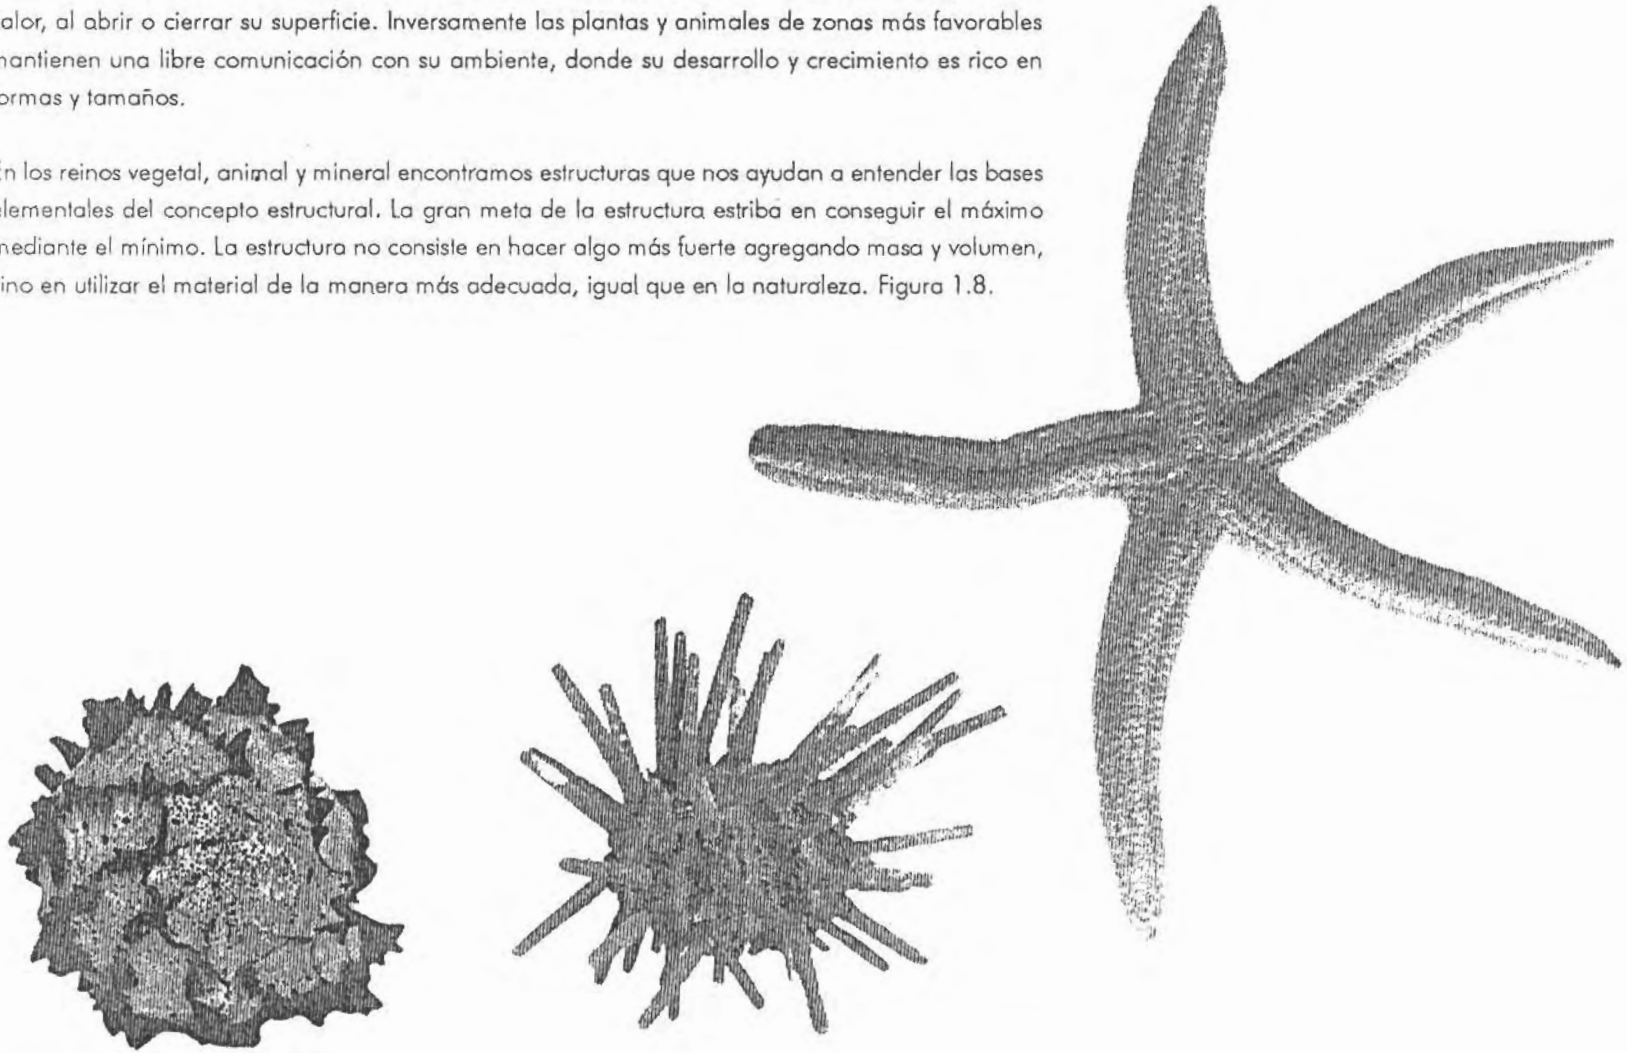 alor, al abrir o cerrar su superficie. Inversamente las plantas y animales de zonas más favorables
mantienen una libre comunicación con su ambiente, donde su desarrollo y crecimiento es rico en
ormas y tamaños.
n los reinos vegetal, animal y mineral encontramos estructuras que nos ayudan a entender las bases
elementales del concepto estructural. La gran meta de la estructura estriba en conseguir el máximo
mediante el mínimo. La estructura no consiste en hacer algo más fuerte agregando masa y volumen,
ino en utilizar el material de la manera más adecuada, igual que en la naturaleza. Figura 1.8.